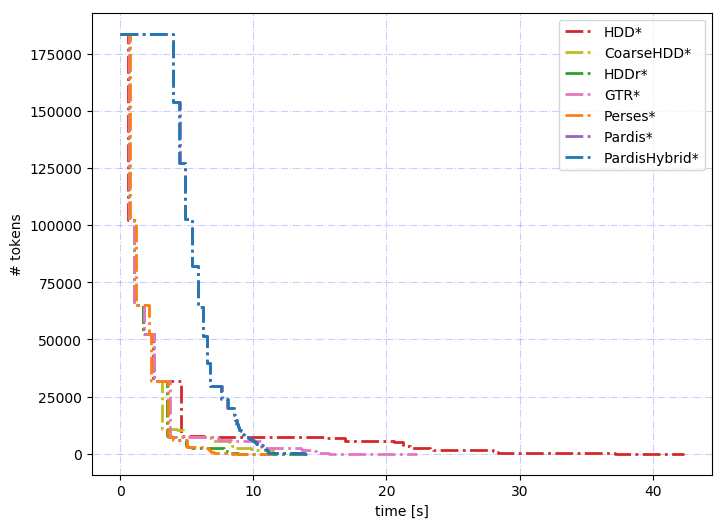 HDD*
CoarseHDD*
HDDr*
GTR*
Perses*
Pardis*
PardisHybrid*
175000
150000
125000
100000
75000
50000
25000
0
# tokens
0 10 20 30 40
time [s]